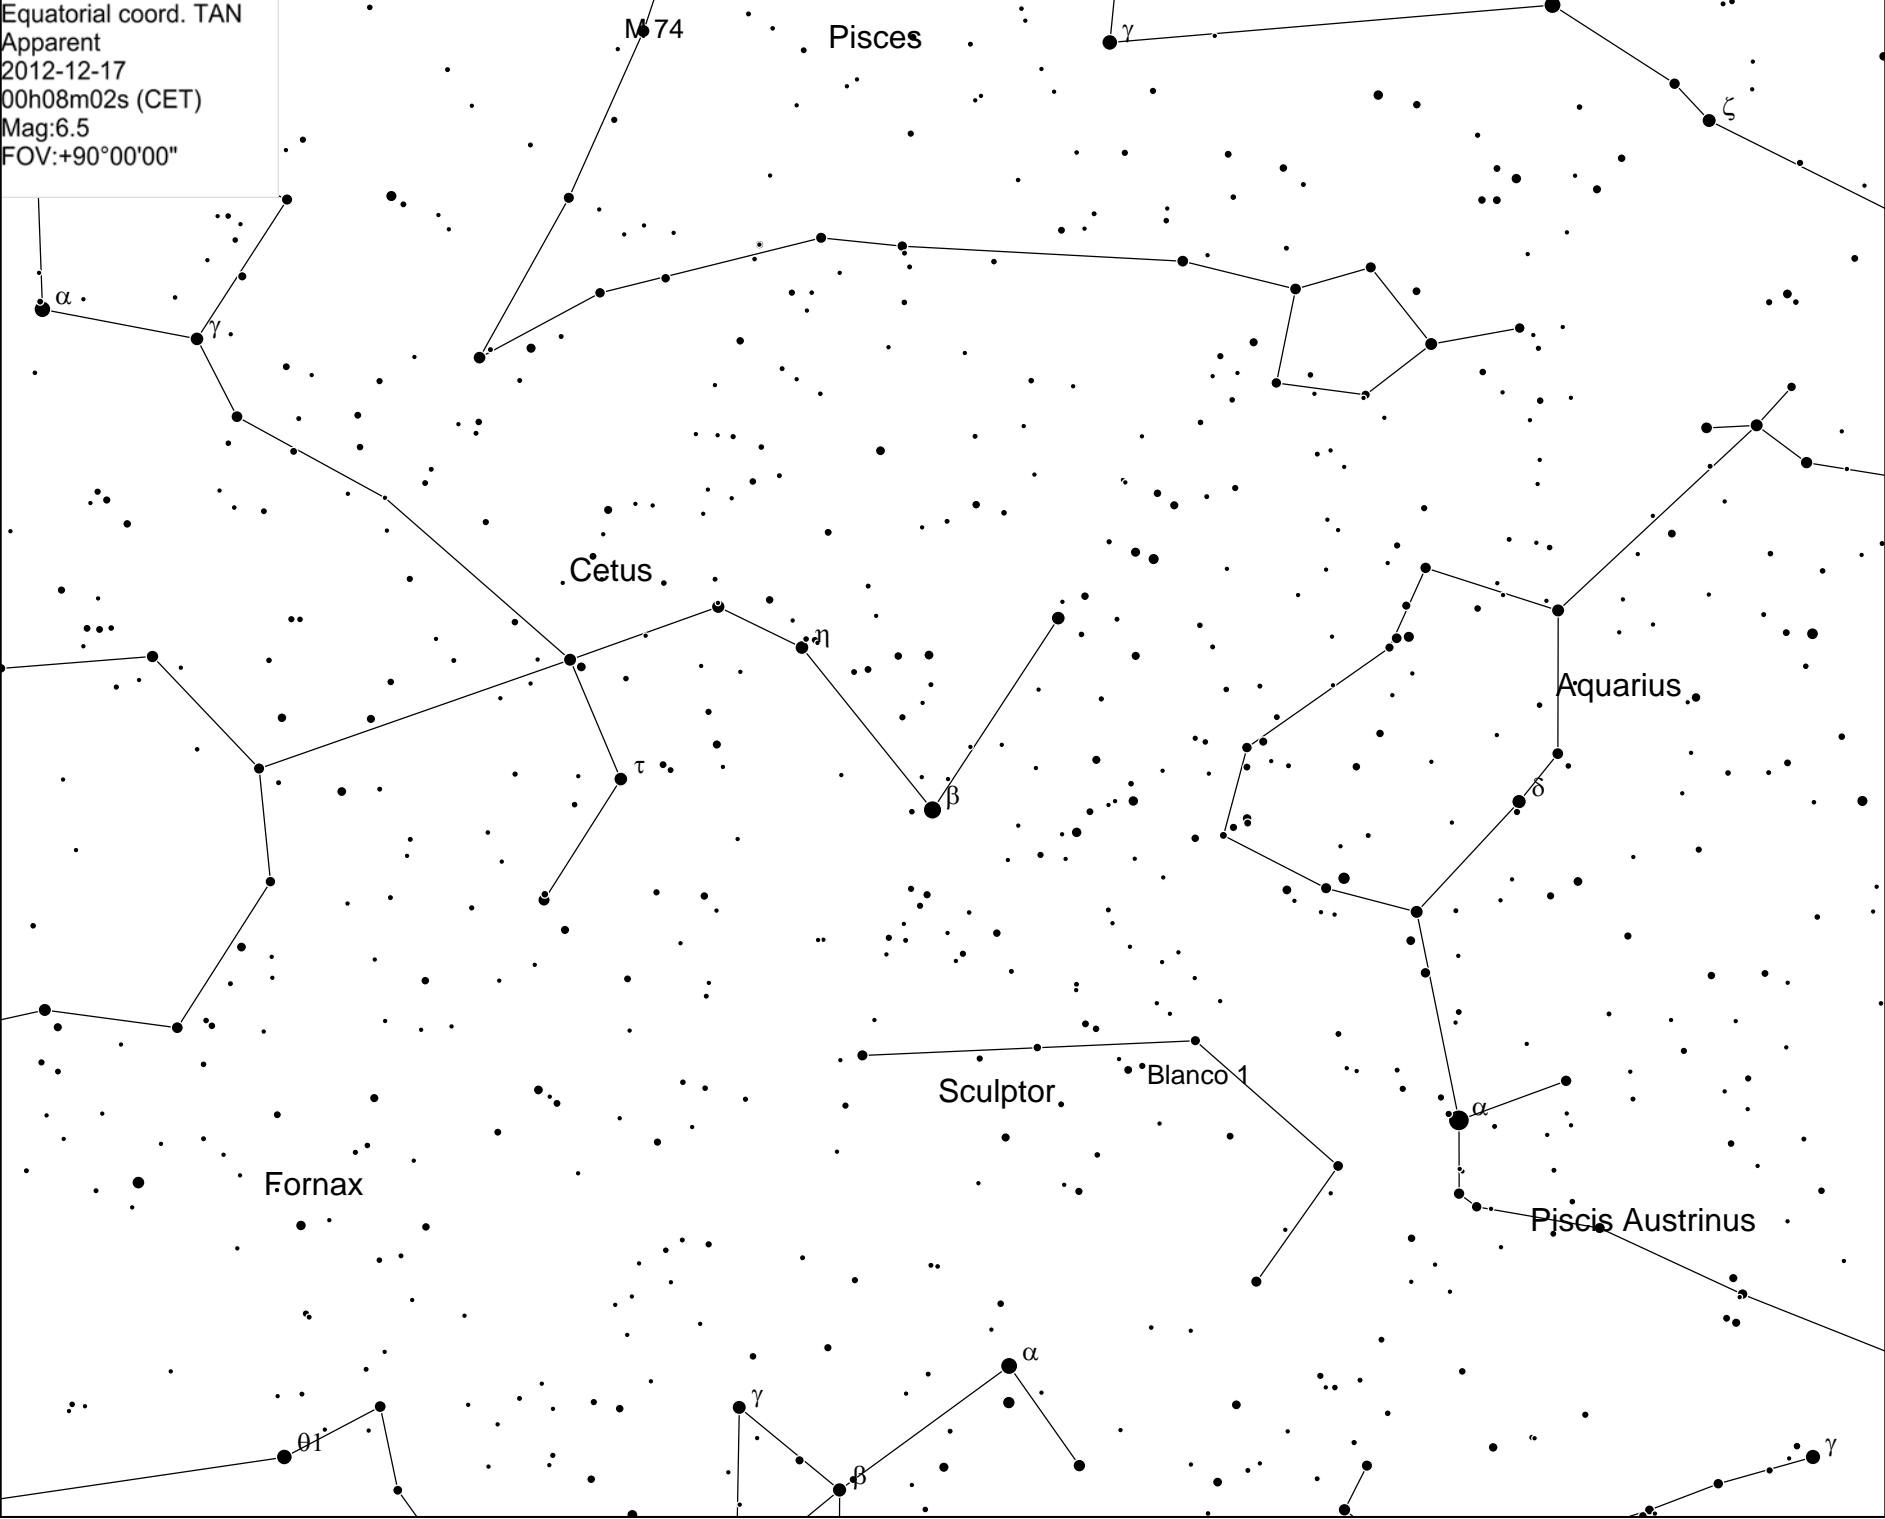 Equatorial coord. TAN
Apparent
2012-12-17
00h08m02s (CET)
Mag:6.5
FOV:+90°00'00"
M 74
Pisces
γ
ζ
α
γ
Cetus
η
Aquarius
τ
β
δ
Sculptor
Blanco 1
α
Fornax
Piscis Austrinus
α
γ
θ1
β
γ